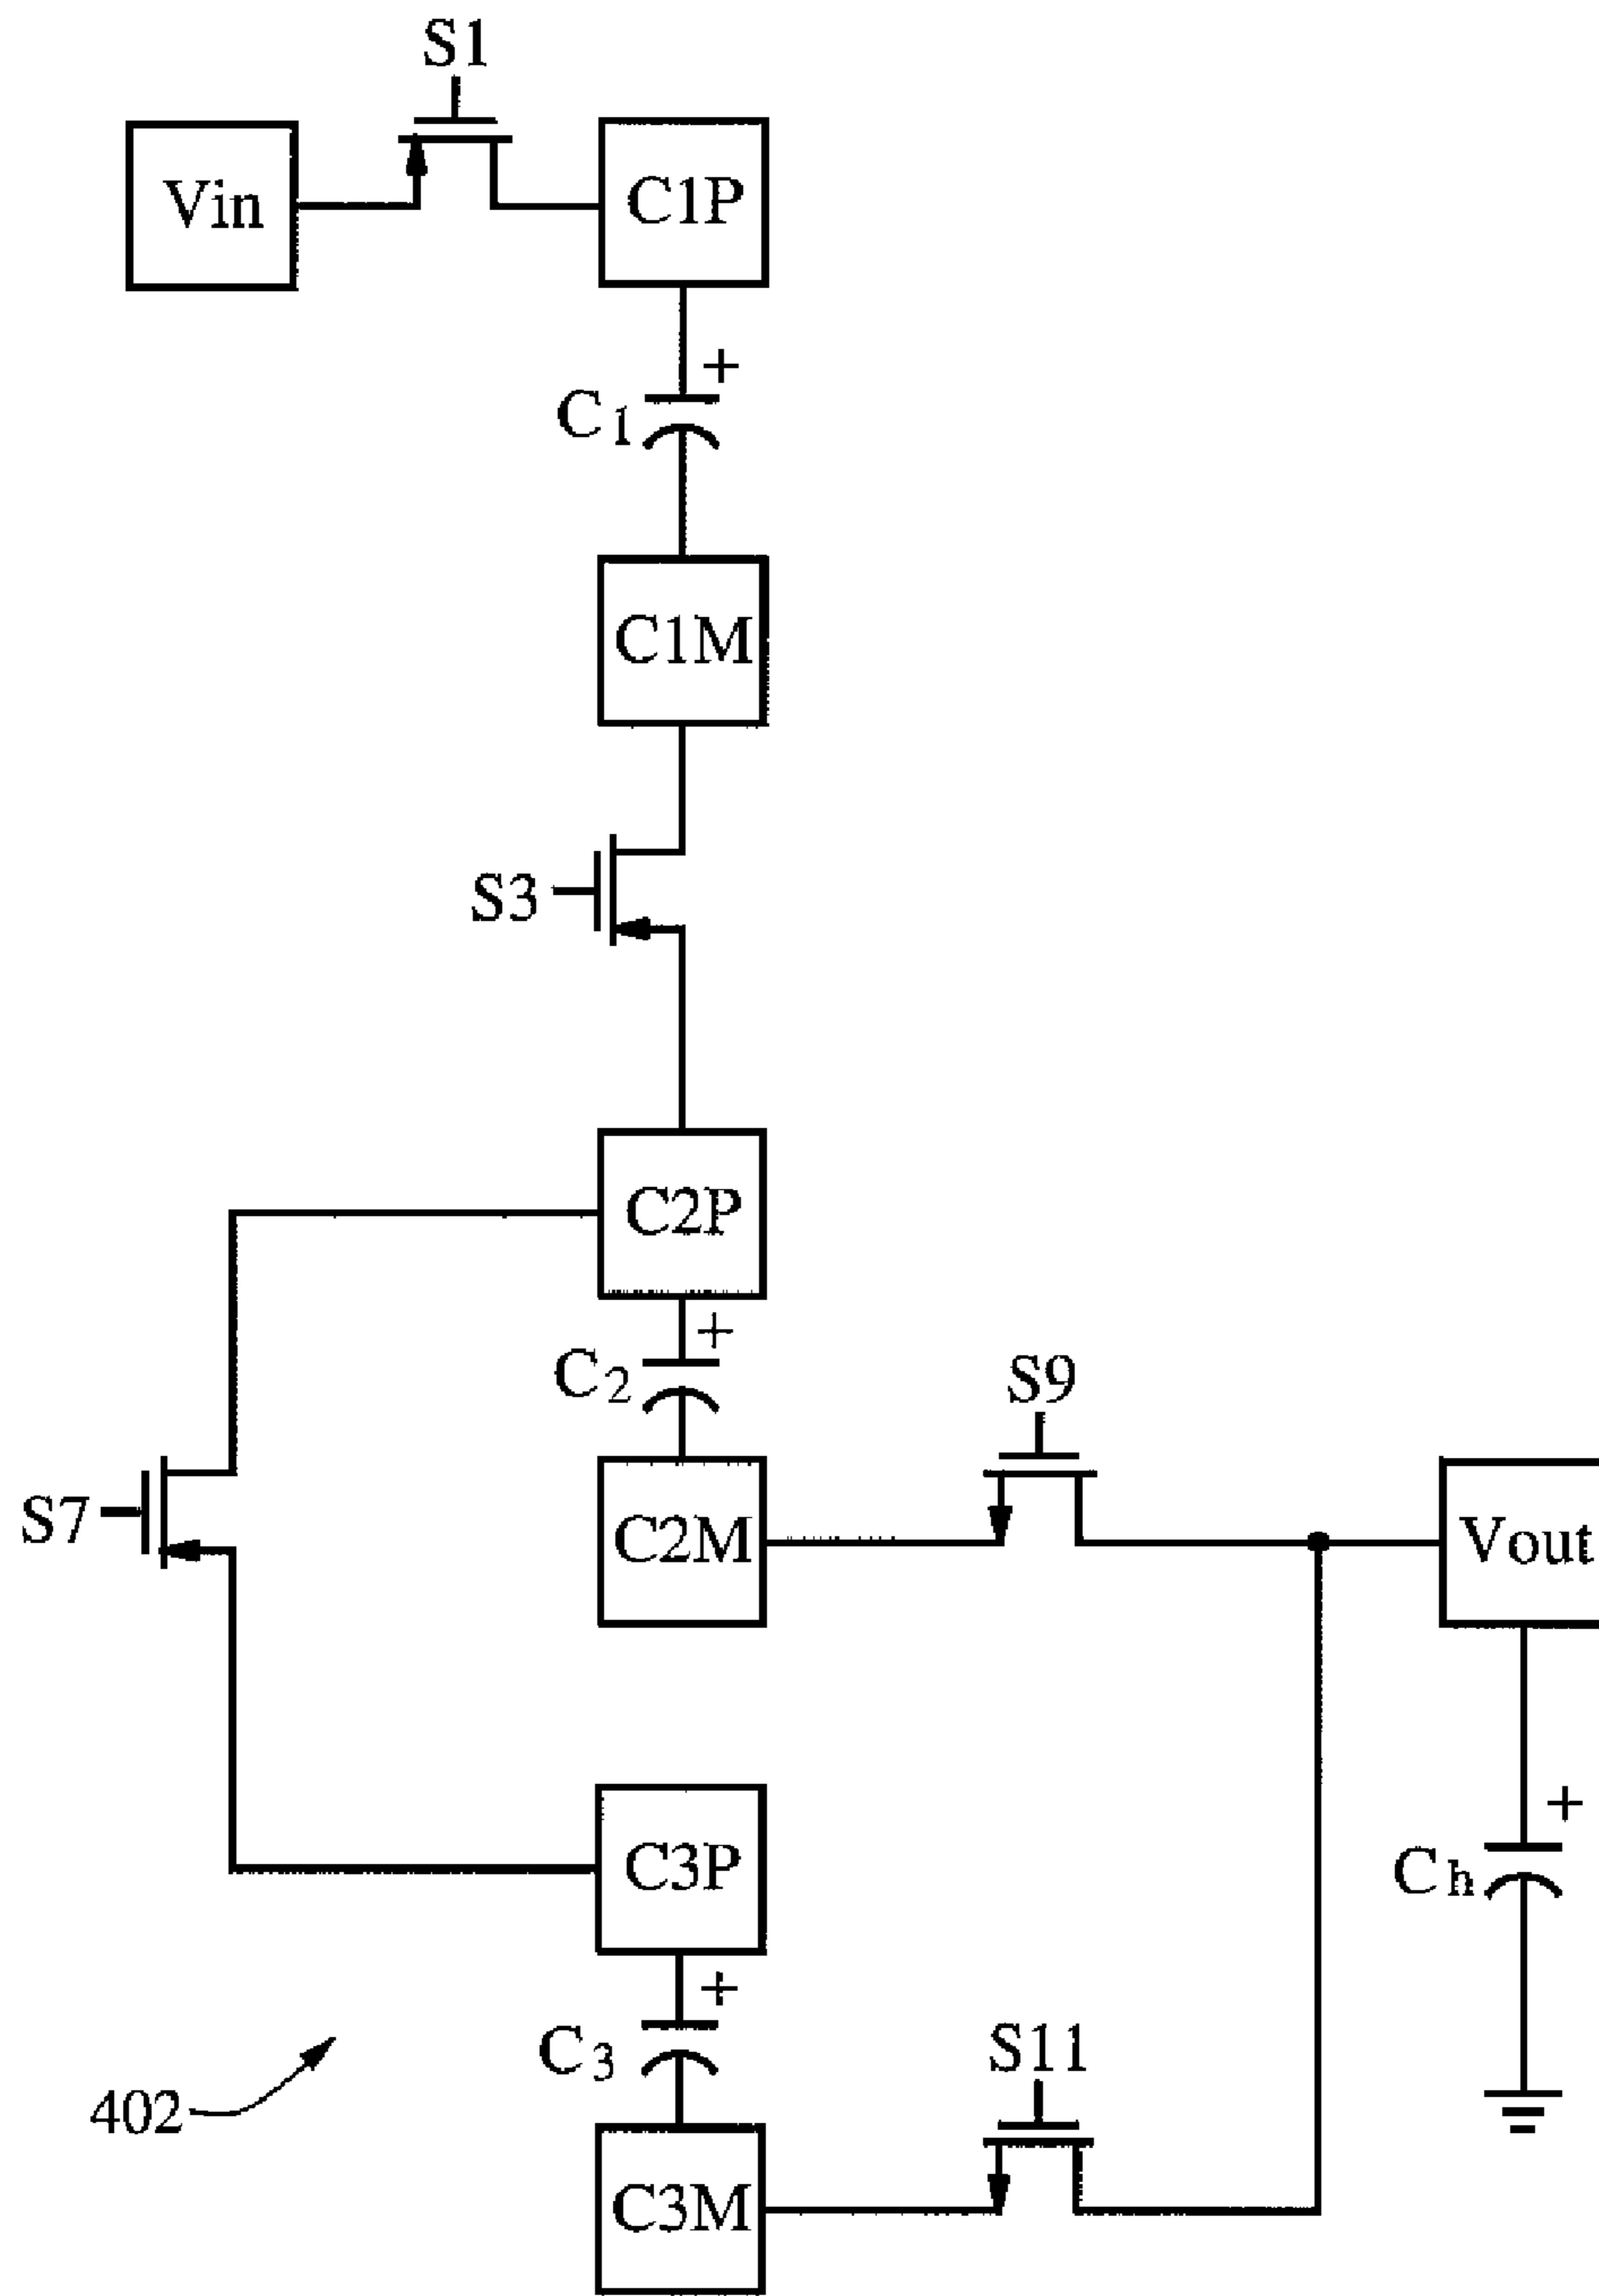 S1
Vin
C1P
+
C1
C1M
S3
C2P
+
C2
S9
S7
C2M
Vout
+
C3P
Ch
+
C3
S11
402
C3M